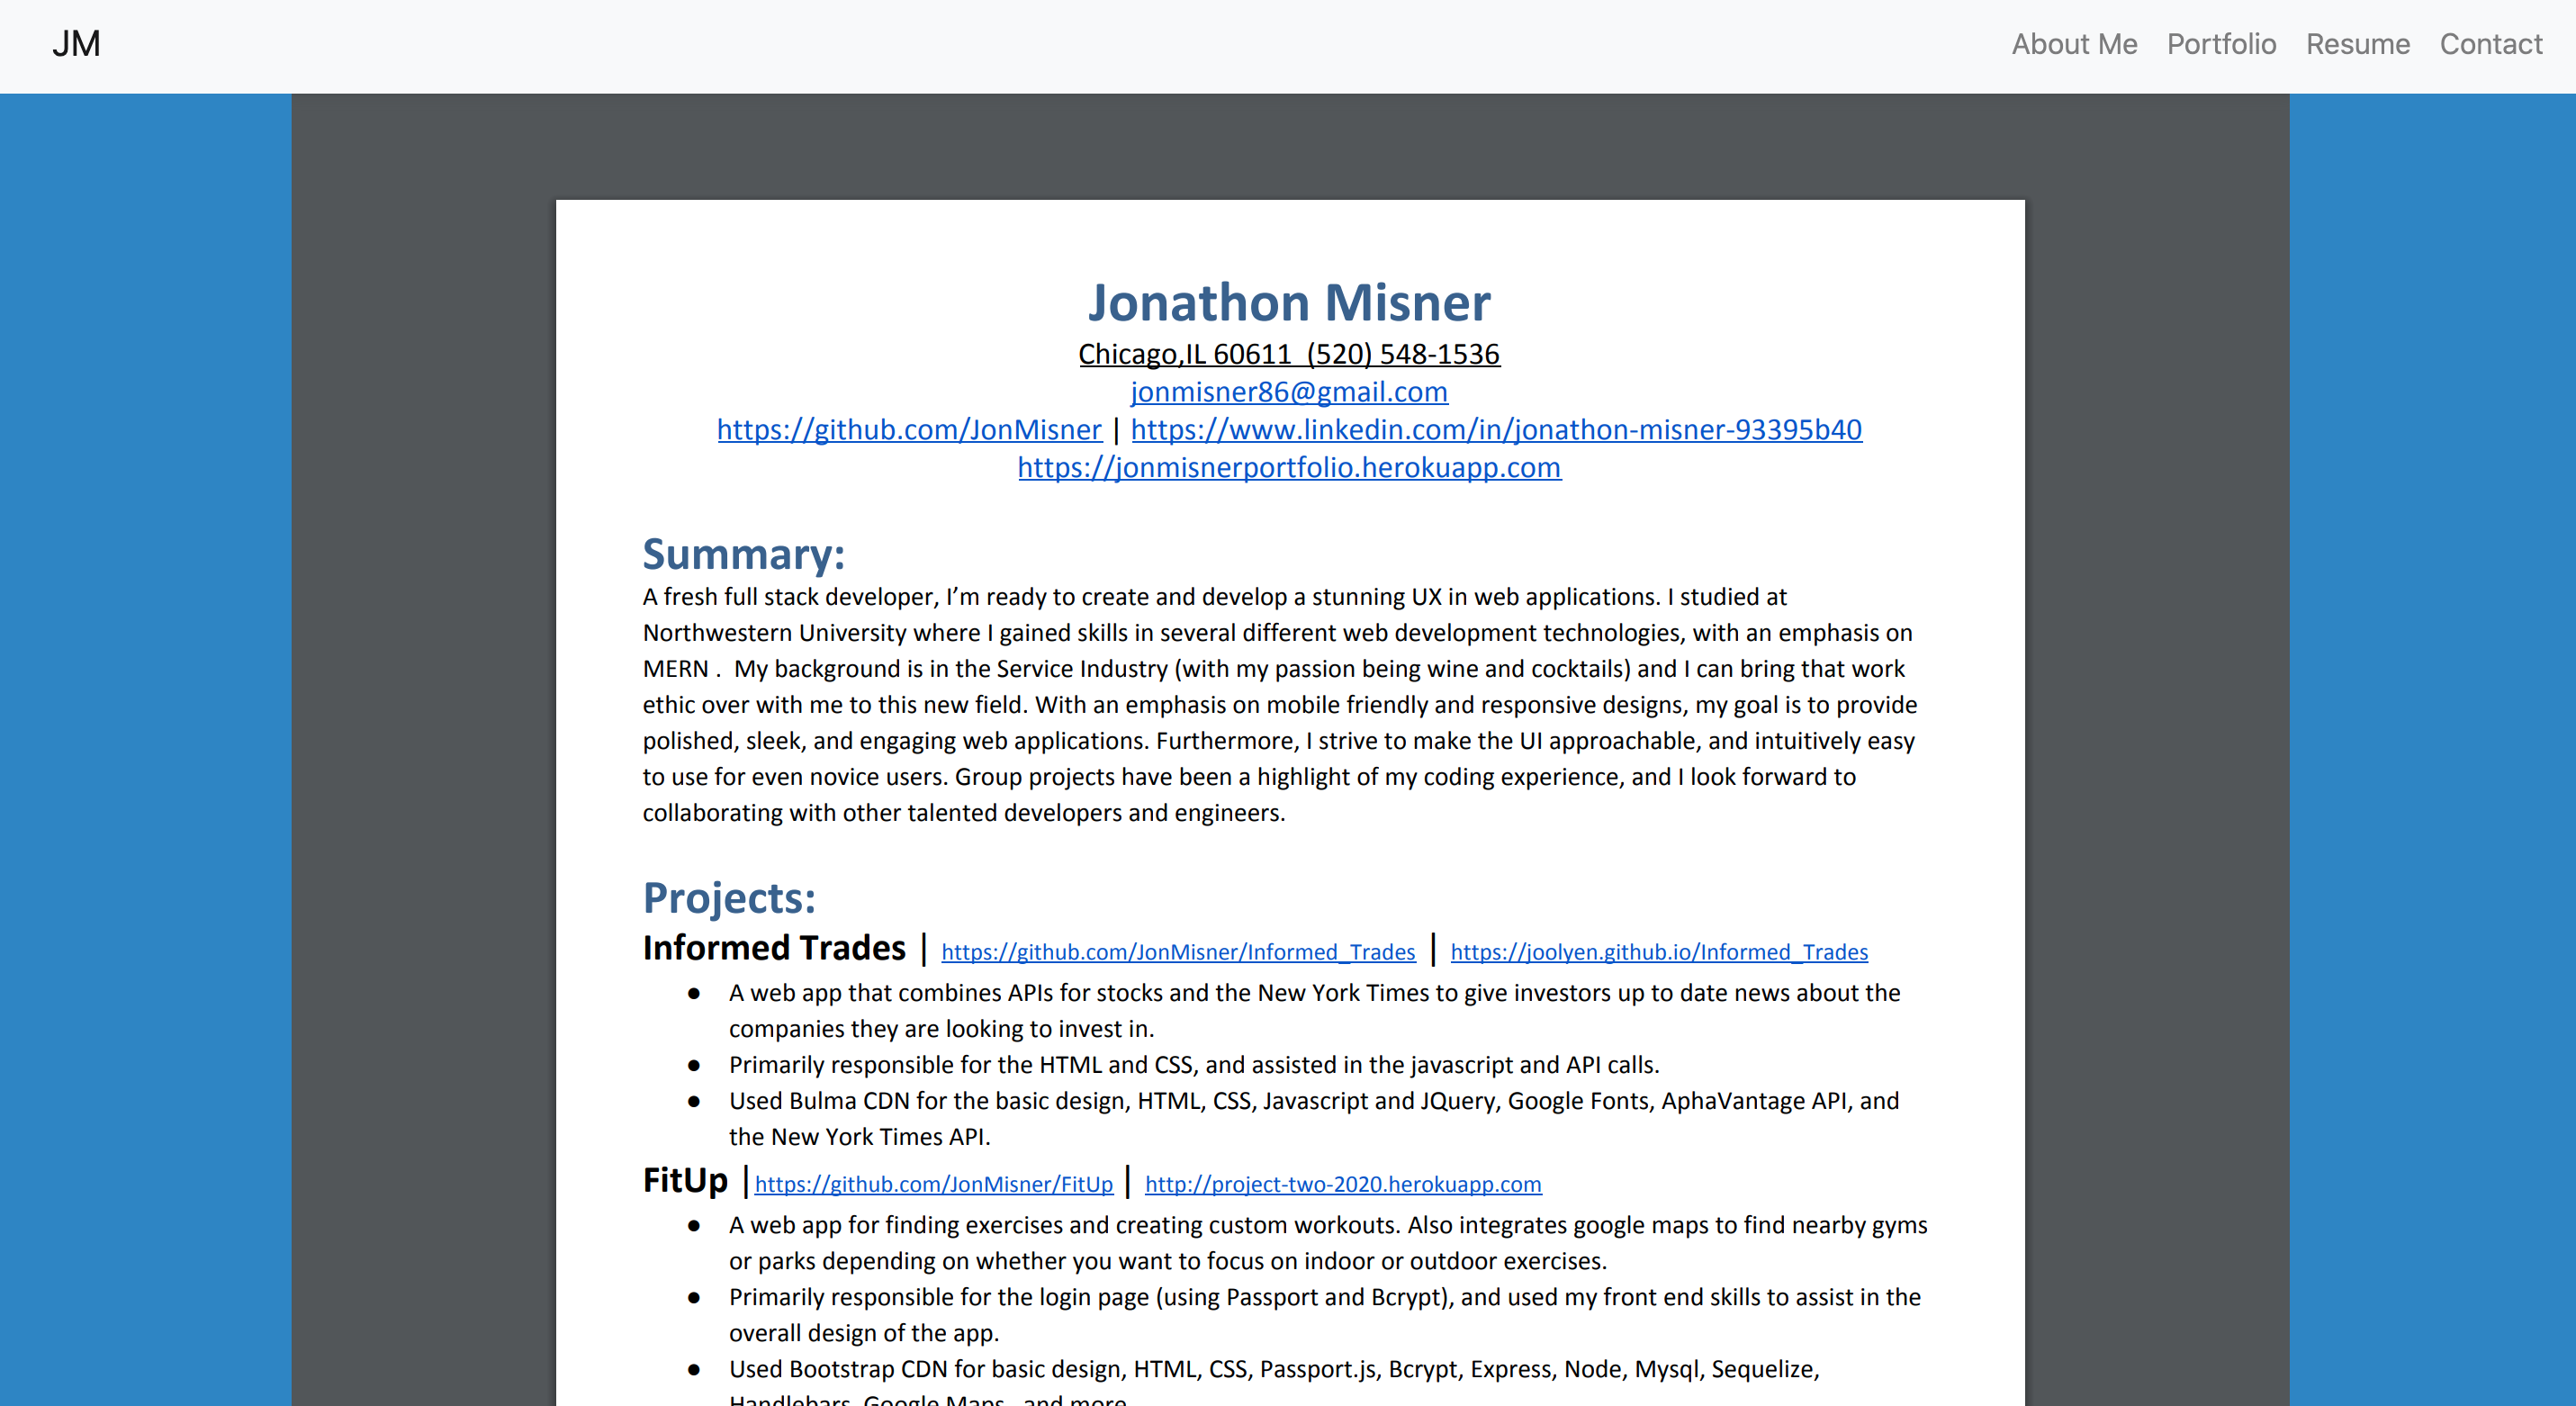 JM
About Me Portfolio Resume Contact
Jonathon Misner
Chicago,IL 60611  (520) 548-1536
jonmisner86@gmail.com
https://github.com/JonMisner | https://www.linkedin.com/in/jonathon-misner-93395b40
https://jonmisnerportfolio.herokuapp.com
Summary:
A fresh full stack developer, I’m ready to create and develop a stunning UX in web applications. I studied at
Northwestern University where I gained skills in several different web development technologies, with an emphasis on
MERN .  My background is in the Service Industry (with my passion being wine and cocktails) and I can bring that work
ethic over with me to this new field. With an emphasis on mobile friendly and responsive designs, my goal is to provide
polished, sleek, and engaging web applications. Furthermore, I strive to make the UI approachable, and intuitively easy
to use for even novice users. Group projects have been a highlight of my coding experience, and I look forward to
collaborating with other talented developers and engineers.
Projects:
Informed Trades | https://github.com/JonMisner/Informed_Trades | https://joolyen.github.io/Informed_Trades
● A web app that combines APIs for stocks and the New York Times to give investors up to date news about the
companies they are looking to invest in.
● Primarily responsible for the HTML and CSS, and assisted in the javascript and API calls.
● Used Bulma CDN for the basic design, HTML, CSS, Javascript and JQuery, Google Fonts, AphaVantage API, and
the New York Times API.
FitUp |https://github.com/JonMisner/FitUp | http://project-two-2020.herokuapp.com
● A web app for finding exercises and creating custom workouts. Also integrates google maps to find nearby gyms
or parks depending on whether you want to focus on indoor or outdoor exercises.
● Primarily responsible for the login page (using Passport and Bcrypt), and used my front end skills to assist in the
overall design of the app.
● Used Bootstrap CDN for basic design, HTML, CSS, Passport.js, Bcrypt, Express, Node, Mysql, Sequelize,
Handlebars, Google Maps, and more